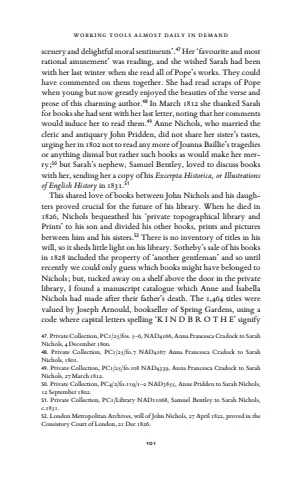 WORKING TOOLS ALMOST DAILY IN DEMAND
scenery and delightful moral sentiments'.47 Her 'favourite and most
rational amusement' was reading, and she wished Sarah had been
with her last winter when she read all of Pope's works. They could
have commented on them together. She had read scraps of Pope
when young but now greatly enjoyed the beauties of the verse and
prose of this charming author.48 In March 1812 she thanked Sarah
for books she had sent with her last letter, noting that her comments
would induce her to read them.49 Anne Nichols, who married the
cleric and antiquary John Pridden, did not share her sister's tastes,
urging her in 1802 not to read any more of Joanna Baillie's tragedies
or anything dismal but rather such books as would make her mer-
ry;50 but Sarah's nephew, Samuel Bentley, loved to discuss books
with her, sending her a copy of his Excerpta Historica, or Illustrations
of English History in 1831.51
This shared love of books between John Nichols and his daugh-
ters proved crucial for the future of his library. When he died in
1826, Nichols bequeathed his 'private topographical library and
Prints' to his son and divided his other books, prints and pictures
between him and his sisters.52 There is no inventory of titles in his
will, so it sheds little light on his library. Sotheby's sale of his books
in 1828 included the property of 'another gentleman' and so until
recently we could only guess which books might have belonged to
Nichols; but, tucked away on a shelf above the door in the private
library, I found a manuscript catalogue which Anne and Isabella
Nichols had made after their father's death. The 1,464 titles were
valued by Joseph Arnould, bookseller of Spring Gardens, using a
code where capital letters spelling 'K I N D B R O T H E' signify
47. Private Collection, PC1/25/fos. 5–6, NAD4166, Anna Francesca Cradock to Sarah
Nichols, 4 December 1800.
48. Private Collection, PC1/25/fo.7 NAD4167 Anna Francesca Cradock to Sarah
Nichols, 1801.
49. Private Collection, PC1/25/fo.108 NAD4339, Anna Francesca Cradock to Sarah
Nichols, 27 March 1812.
50. Private Collection, PC4/2/fo.119/1–2 NAD3855, Anne Pridden to Sarah Nichols,
12 September 1802.
51. Private Collection, PC1/Library NAD11068, Samuel Bentley to Sarah Nichols,
c.1831.
52. London Metropolitan Archives, will of John Nichols, 27 April 1822, proved in the
Consistory Court of London, 21 Dec 1826.
101